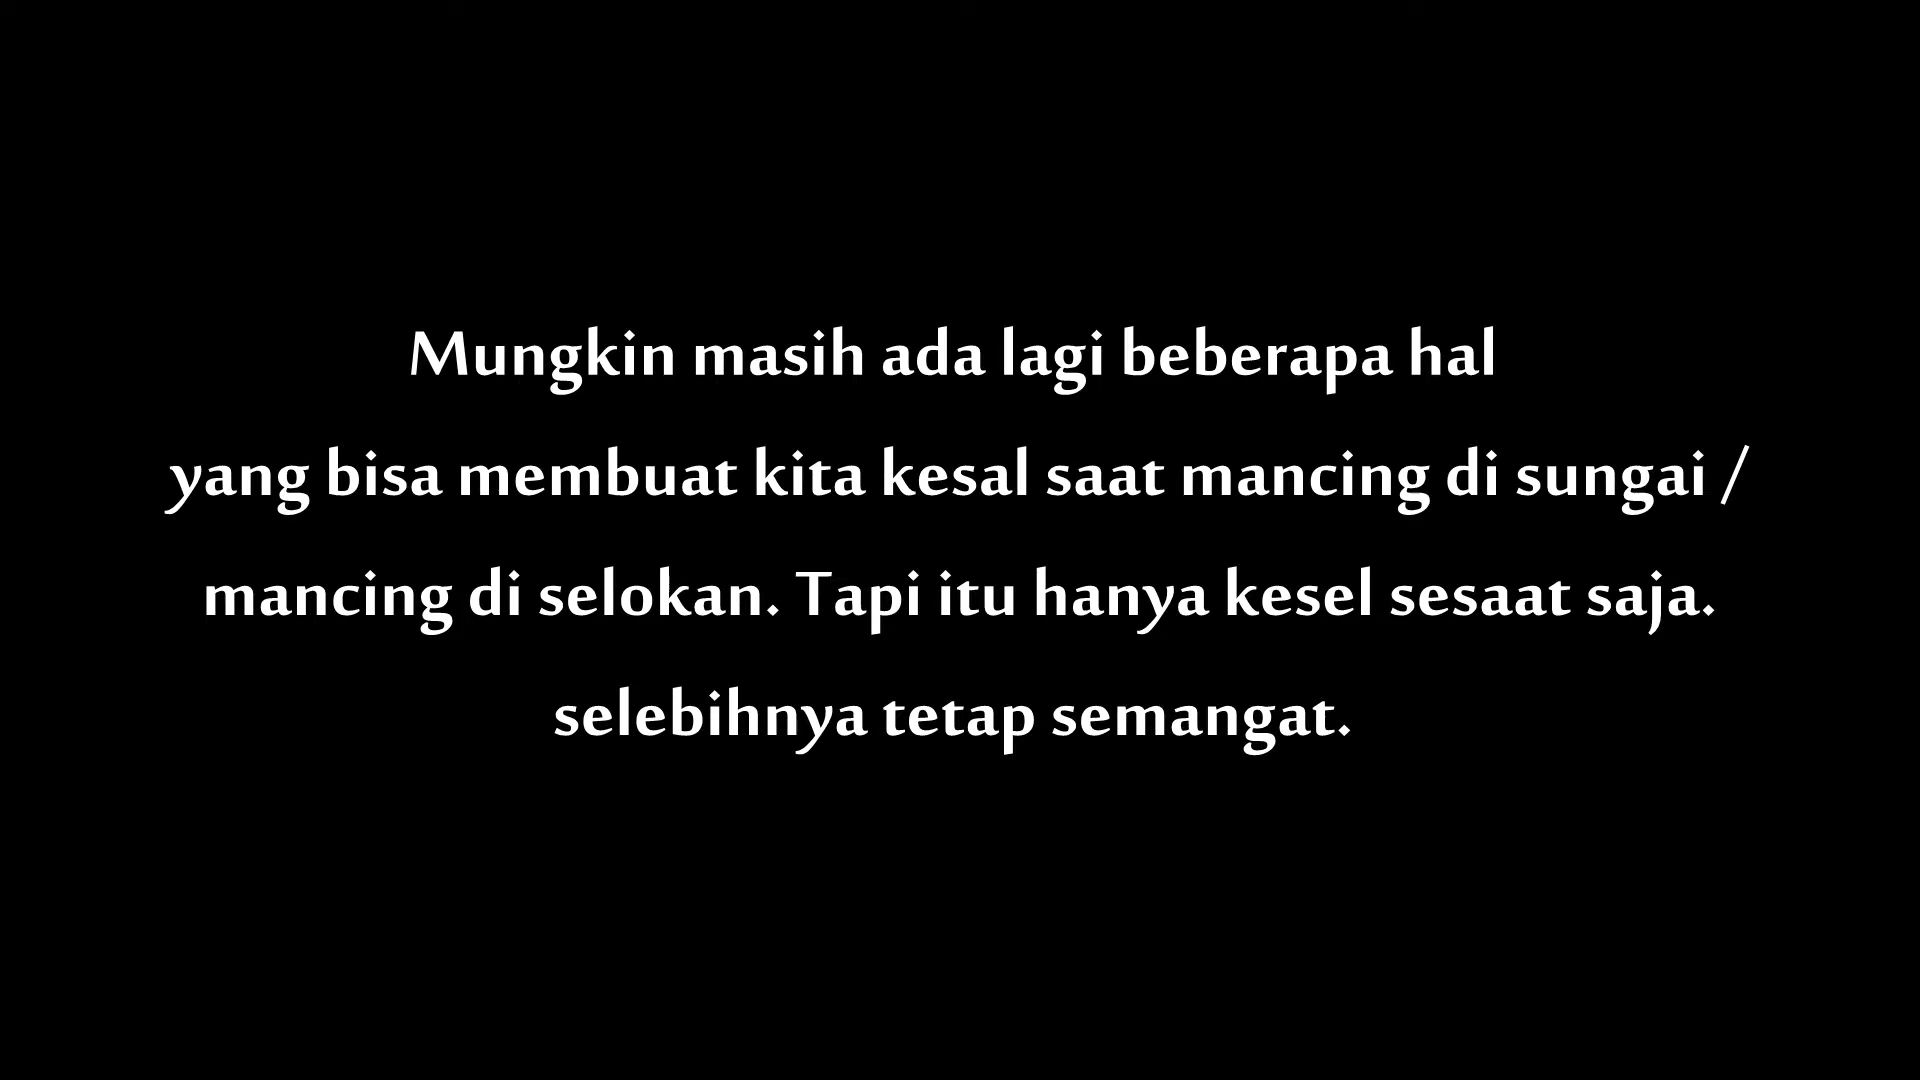 Mungkin masih ada lagi beberapa hal
yang bisa membuat kita kesal saat mancing di sungai /
mancing di selokan. Tapi itu hanya kesel sesaat saja.
selebihnya tetap semangat.